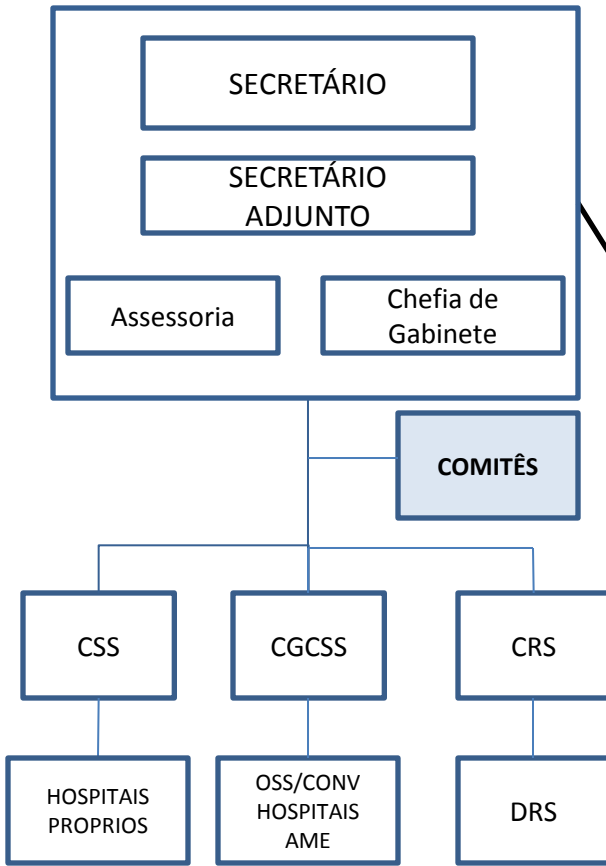 SECRETÁRIO
SECRETÁRIO
ADJUNTO
Assessoria
Chefia de
Gabinete
COMITÊS
CSS
CGCSS
CRS
HOSPITAIS
PROPRIOS
OSS/CONV
HOSPITAIS
AME
DRS